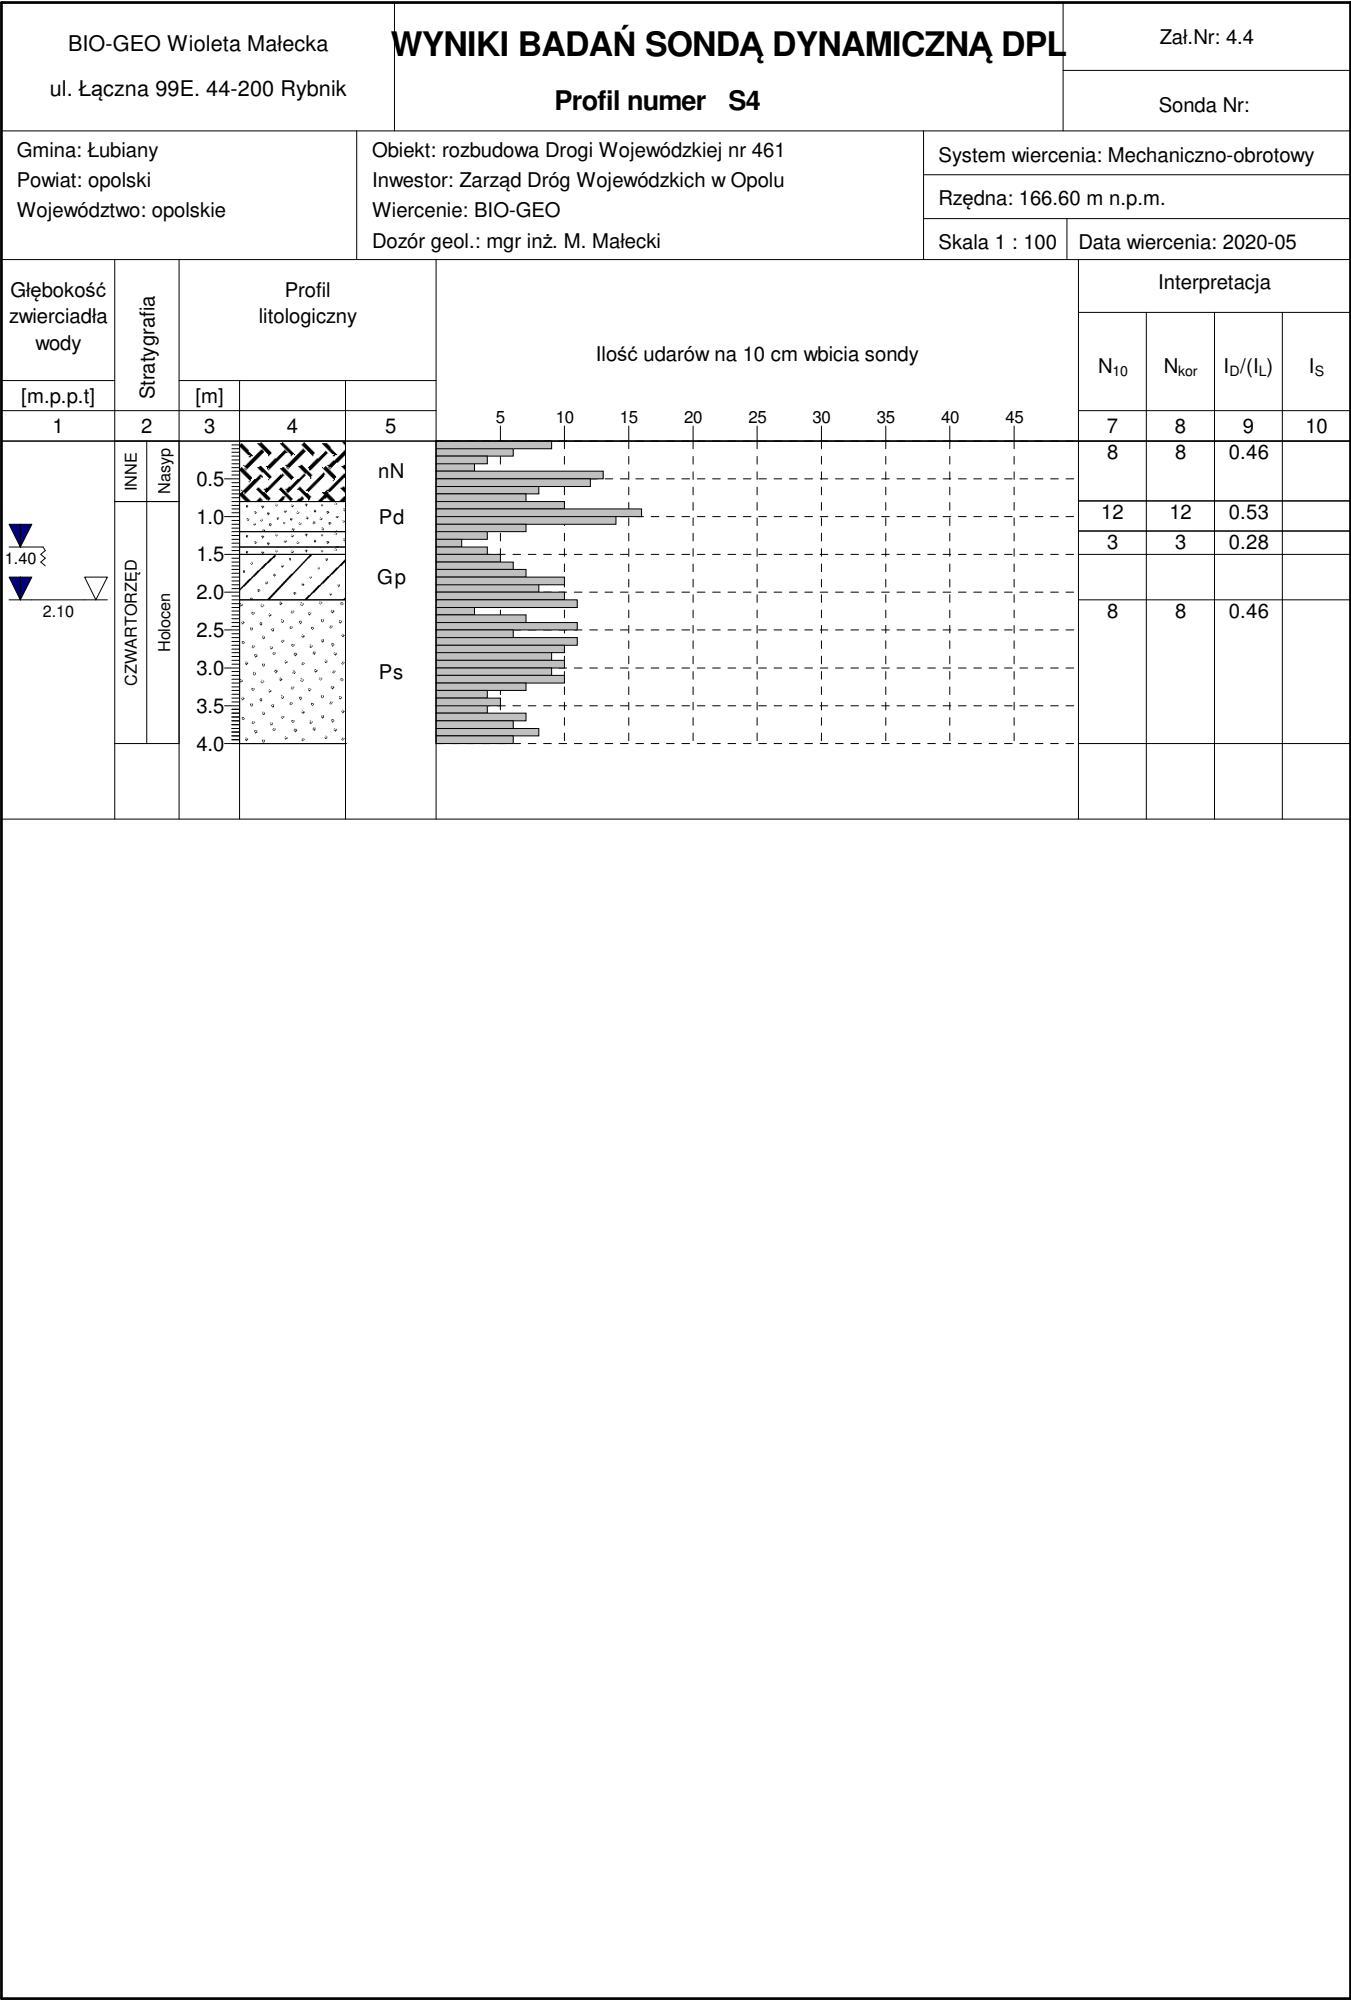 BIO-GEO Wioleta Małecka
ul. Łączna 99E. 44-200 Rybnik
WYNIKI BADAŃ SONDĄ DYNAMICZNĄ DPL
Profil numer S4
Zał.Nr: 4.4
Sonda Nr:
Gmina: Łubiany
Powiat: opolski
Województwo: opolskie
Obiekt: rozbudowa Drogi Wojewódzkiej nr 461
Inwestor: Zarząd Dróg Wojewódzkich w Opolu
Wiercenie: BIO-GEO
Dozór geol.: mgr inż. M. Małecki
System wiercenia: Mechaniczno-obrotowy
Rzędna: 166.60 m n.p.m.
Skala 1 : 100
Data wiercenia: 2020-05
Głębokość
zwierciadła
wody
[m.p.p.t]
Stratygrafia
Profil
litologiczny
[m]
Ilość udarów na 10 cm wbicia sondy
Interpretacja
N10 Nkor ID/(IL) IS
5 10 15 20 25 30 35 40 45
1 2 3 4 5 7 8 9 10
INNE
Nasyp
CZWARTORZĘD
Holocen
0.5
1.0
1.5
2.0
2.5
3.0
3.5
4.0
1.40
2.10
nN
Pd
Gp
Ps
8 8 0.46
12 12 0.53
3 3 0.28
8 8 0.46